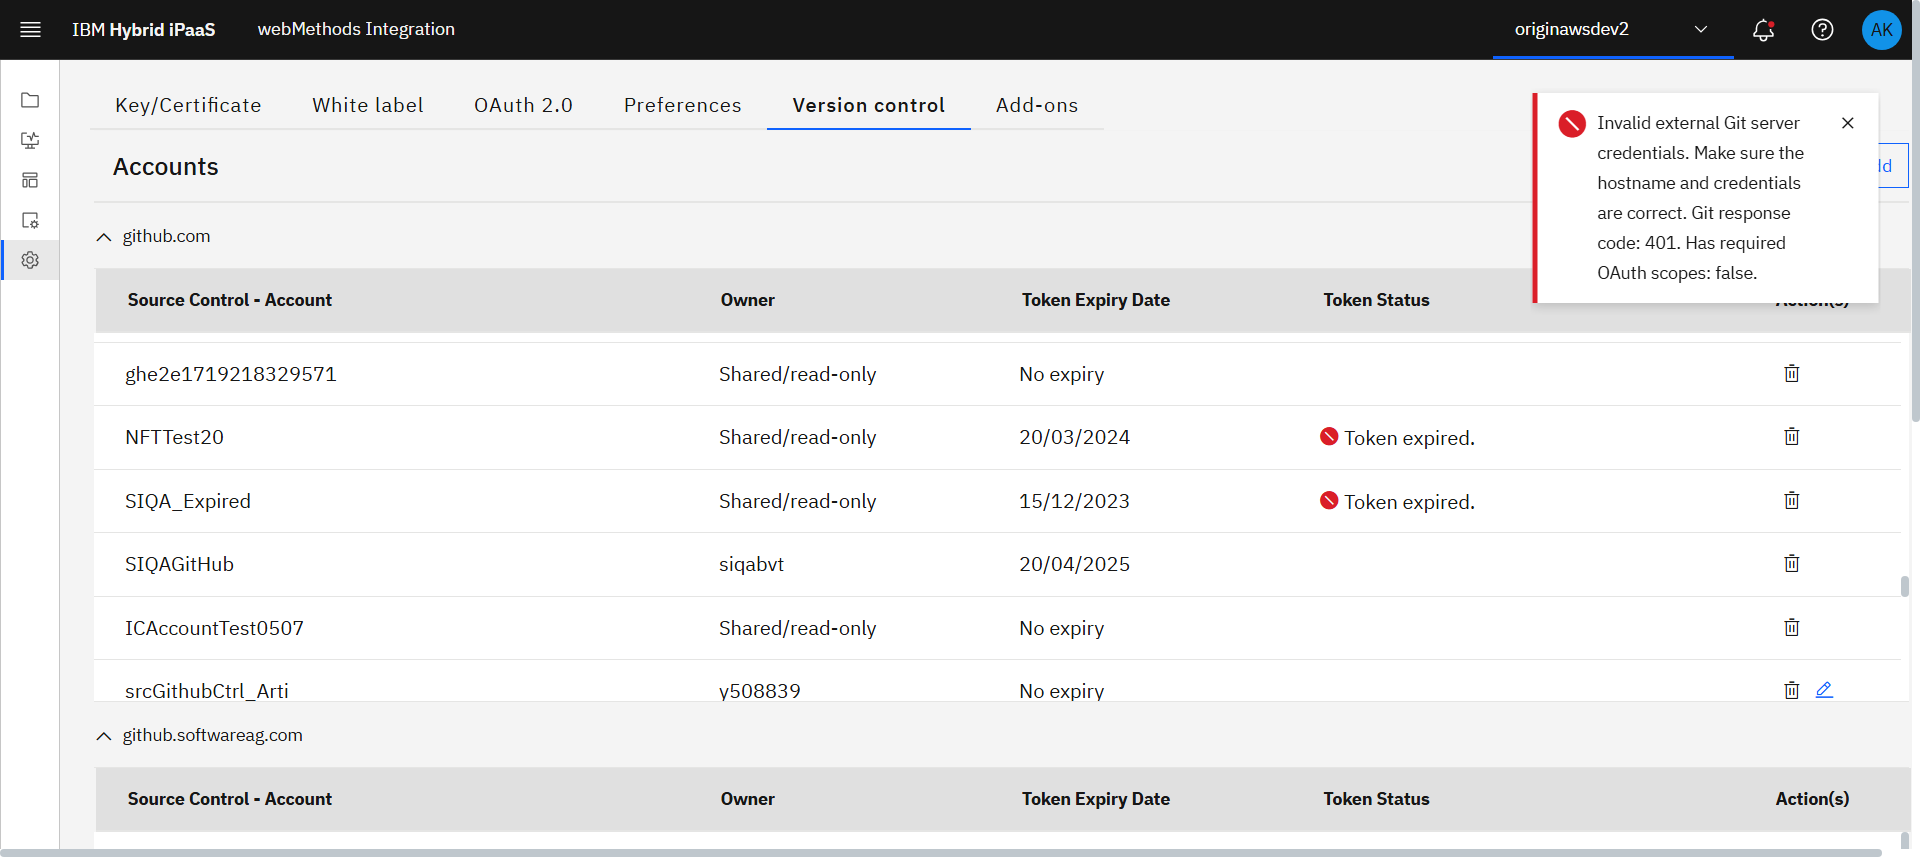 IBM Hybrid iPaaS webMethods Integration originawsdev2 AK
Key/Certificate White label OAuth 2.0 Preferences Version control Add-ons
Accounts
Invalid external Git server
credentials. Make sure the
hostname and credentials
are correct. Git response
code: 401. Has required
OAuth scopes: false.
github.com
Source Control - Account Owner Token Expiry Date Token Status Action(s)
ghe2e1719218329571 Shared/read-only No expiry
NFTTest20 Shared/read-only 20/03/2024 Token expired.
SIQA_Expired Shared/read-only 15/12/2023 Token expired.
SIQAGitHub siqabvt 20/04/2025
ICAccountTest0507 Shared/read-only No expiry
srcGithubCtrl_Arti y508839 No expiry
github.softwareag.com
Source Control - Account Owner Token Expiry Date Token Status Action(s)